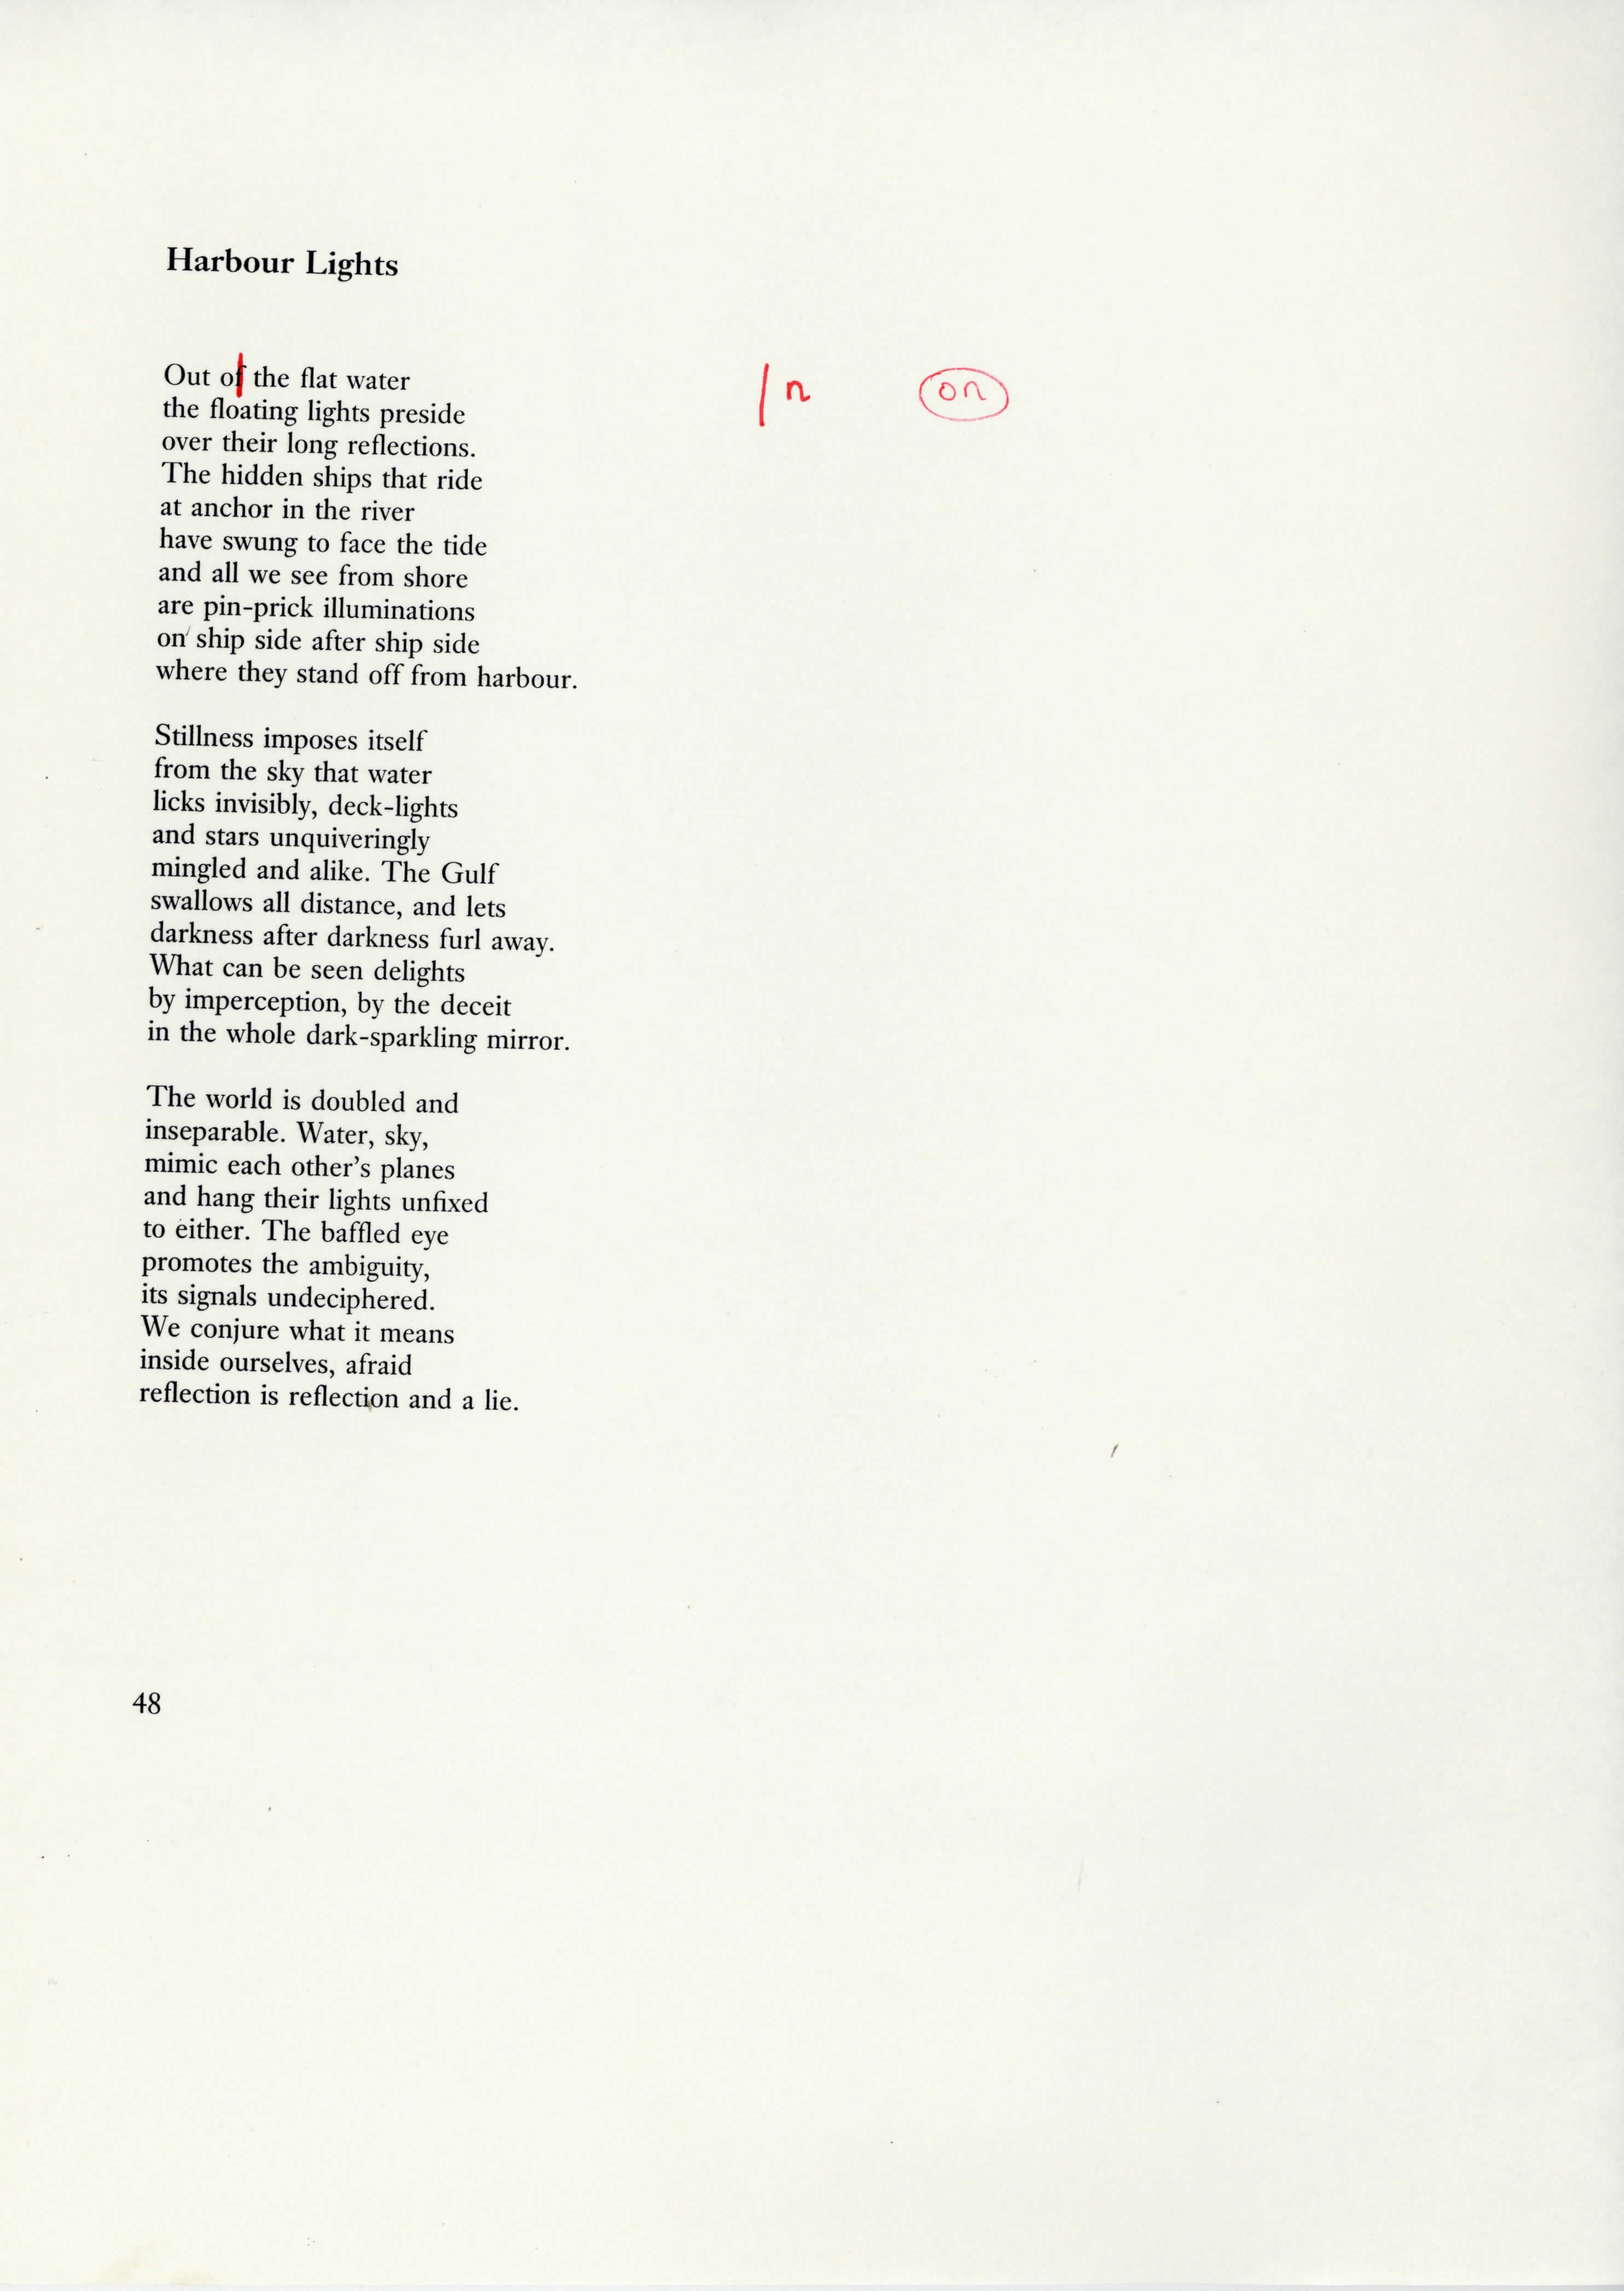 Harbour Lights
Out of the flat water /n on
the floating lights preside
over their long reflections.
The hidden ships that ride
at anchor in the river
have swung to face the tide
and all we see from shore
are pin-prick illuminations
on ship side after ship side
where they stand off from harbour.
Stillness imposes itself
from the sky that water
licks invisibly, deck-lights
and stars unquiveringly
mingled and alike. The Gulf
swallows all distance, and lets
darkness after darkness furl away.
What can be seen delights
by imperception, by the deceit
in the whole dark-sparkling mirror.
The world is doubled and
inseparable. Water, sky,
mimic each other's planes
and hang their lights unfixed
to either. The baffled eye
promotes the ambiguity,
its signals undeciphered.
We conjure what it means
inside ourselves, afraid
reflection is reflection and a lie.
48